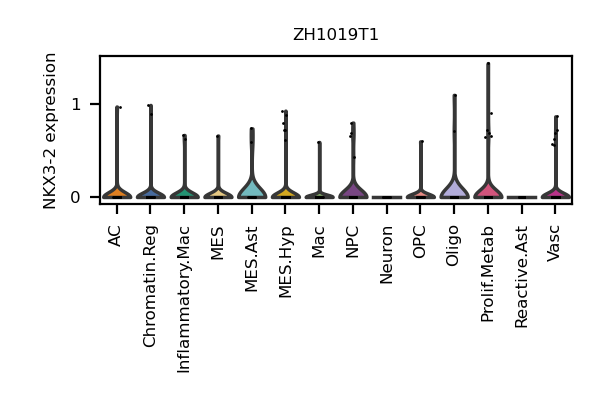 ZH1019T1
NKX3-2 expression
1
0
AC
Chromatin.Reg
Inflammatory.Mac
MES
MES.Ast
MES.Hyp
Mac
NPC
Neuron
OPC
Oligo
Prolif.Metab
Reactive.Ast
Vasc